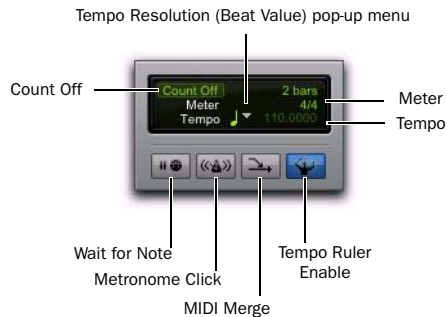 Tempo Resolution (Beat Value) pop-up menu
Count Off
Count Off 2 bars
Meter 4/4
Tempo 110.0000
Meter
Tempo
Wait for Note
Metronome Click
MIDI Merge
Tempo Ruler
Enable